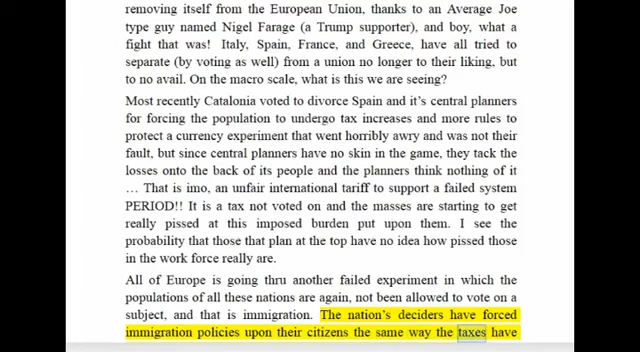 removing itself from the European Union, thanks to an Average Joe
type guy named Nigel Farage (a Trump supporter), and boy, what a
fight that was! Italy, Spain, France, and Greece, have all tried to
separate (by voting as well) from a union no longer to their liking, but
to no avail. On the macro scale, what is this we are seeing?
Most recently Catalonia voted to divorce Spain and it's central planners
for forcing the population to undergo tax increases and more rules to
protect a currency experiment that went horribly awry and was not their
fault, but since central planners have no skin in the game, they tack the
losses onto the back of its people and the planners think nothing of it
… That is imo, an unfair international tariff to support a failed system
PERIOD!! It is a tax not voted on and the masses are starting to get
really pissed at this imposed burden put upon them. I see the
probability that those that plan at the top have no idea how pissed those
in the work force really are.
All of Europe is going thru another failed experiment in which the
populations of all these nations are again, not been allowed to vote on a
subject, and that is immigration. The nation's deciders have forced
immigration policies upon their citizens the same way the taxes have